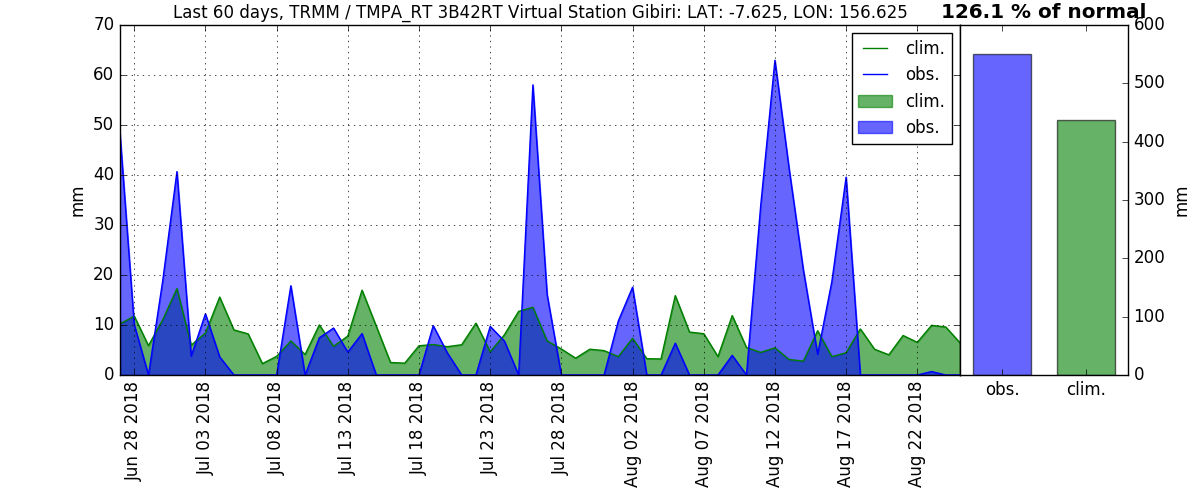 Last 60 days, TRMM / TMPA_RT 3B42RT Virtual Station Gibiri: LAT: -7.625, LON: 156.625
126.1 % of normal
70
60
50
40
30
20
10
0
mm
clim.
obs.
clim.
obs.
Jun 28 2018
Jul 03 2018
Jul 08 2018
Jul 13 2018
Jul 18 2018
Jul 23 2018
Jul 28 2018
Aug 02 2018
Aug 07 2018
Aug 12 2018
Aug 17 2018
Aug 22 2018
600
500
400
300
200
100
0
mm
obs.
clim.